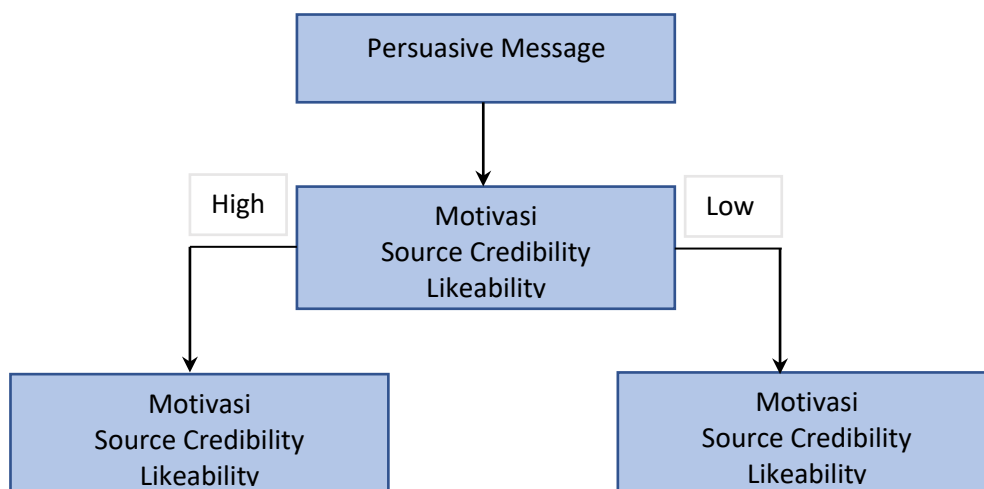 Persuasive Message
High
Low
Motivasi
Source Credibility
Likeability
Motivasi
Source Credibility
Likeability
Motivasi
Source Credibility
Likeability